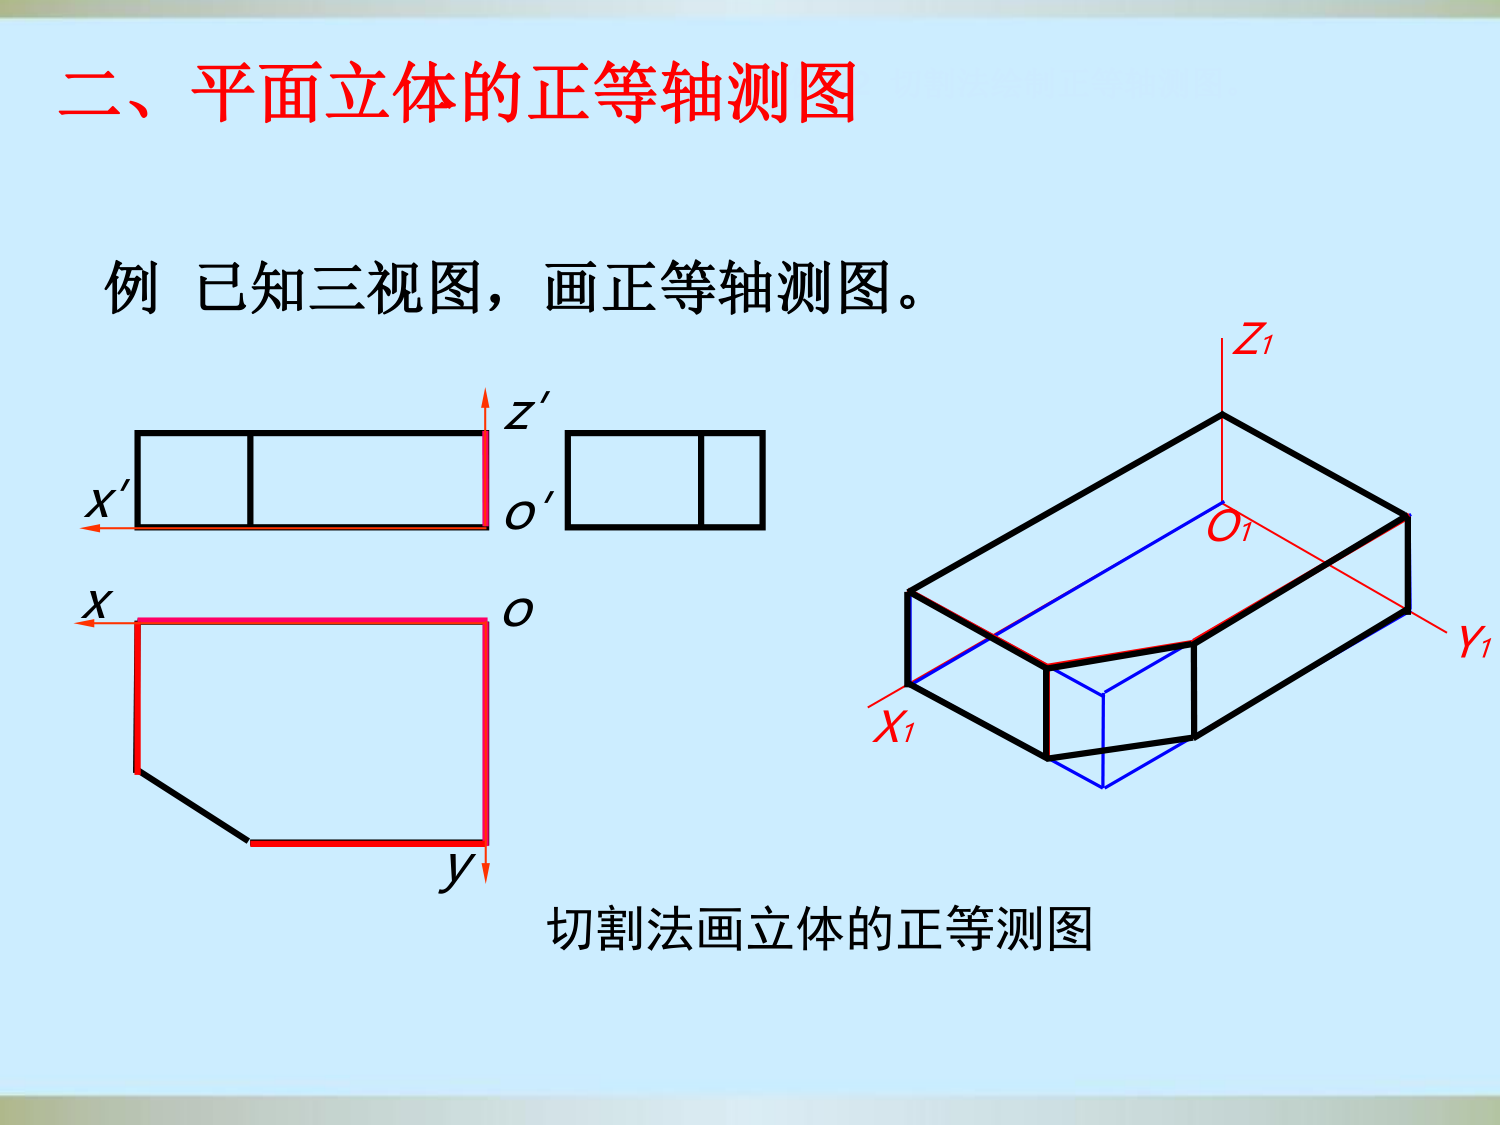 二、平面立体的正等轴测图
例 已知三视图，画正等轴测图。
Z1
z'
x'
o'
O1
x
o
Y1
X1
y
切割法画立体的正等测图